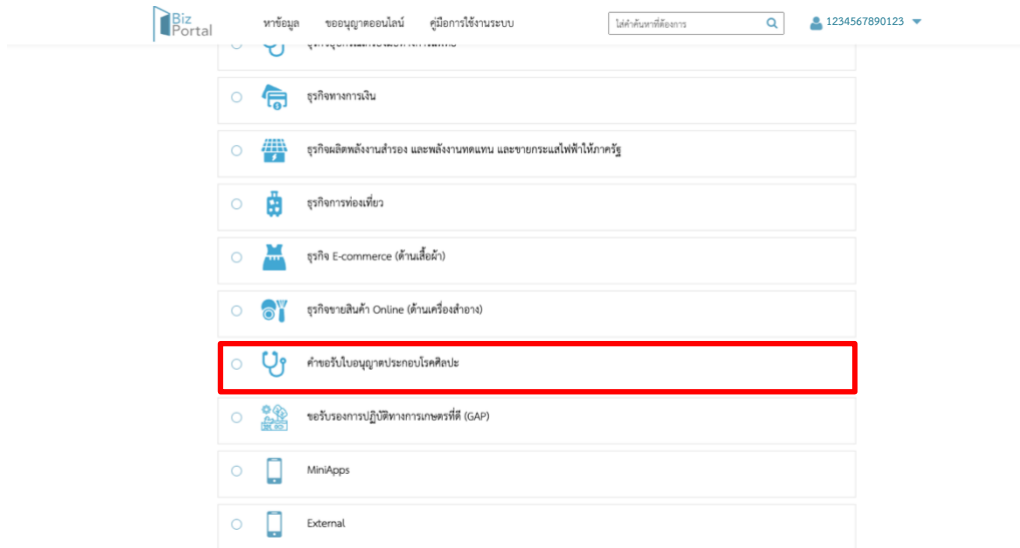 Biz
Portal
หาข้อมูล ขออนุญาตออนไลน์ คู่มือการใช้งานระบบ ใส่คำค้นหาที่ต้องการ 1234567890123
ธุรกิจทางการเงิน
ธุรกิจผลิตพลังงานสำรอง และพลังงานทดแทน และขายกระแสไฟฟ้าให้ภาครัฐ
ธุรกิจการท่องเที่ยว
ธุรกิจ E-commerce (ด้านเสื้อผ้า)
ธุรกิจขายสินค้า Online (ด้านเครื่องสำอาง)
คำขอรับใบอนุญาตประกอบโรคศิลปะ
ขอรับรองการปฏิบัติทางการเกษตรที่ดี (GAP)
MiniApps
External